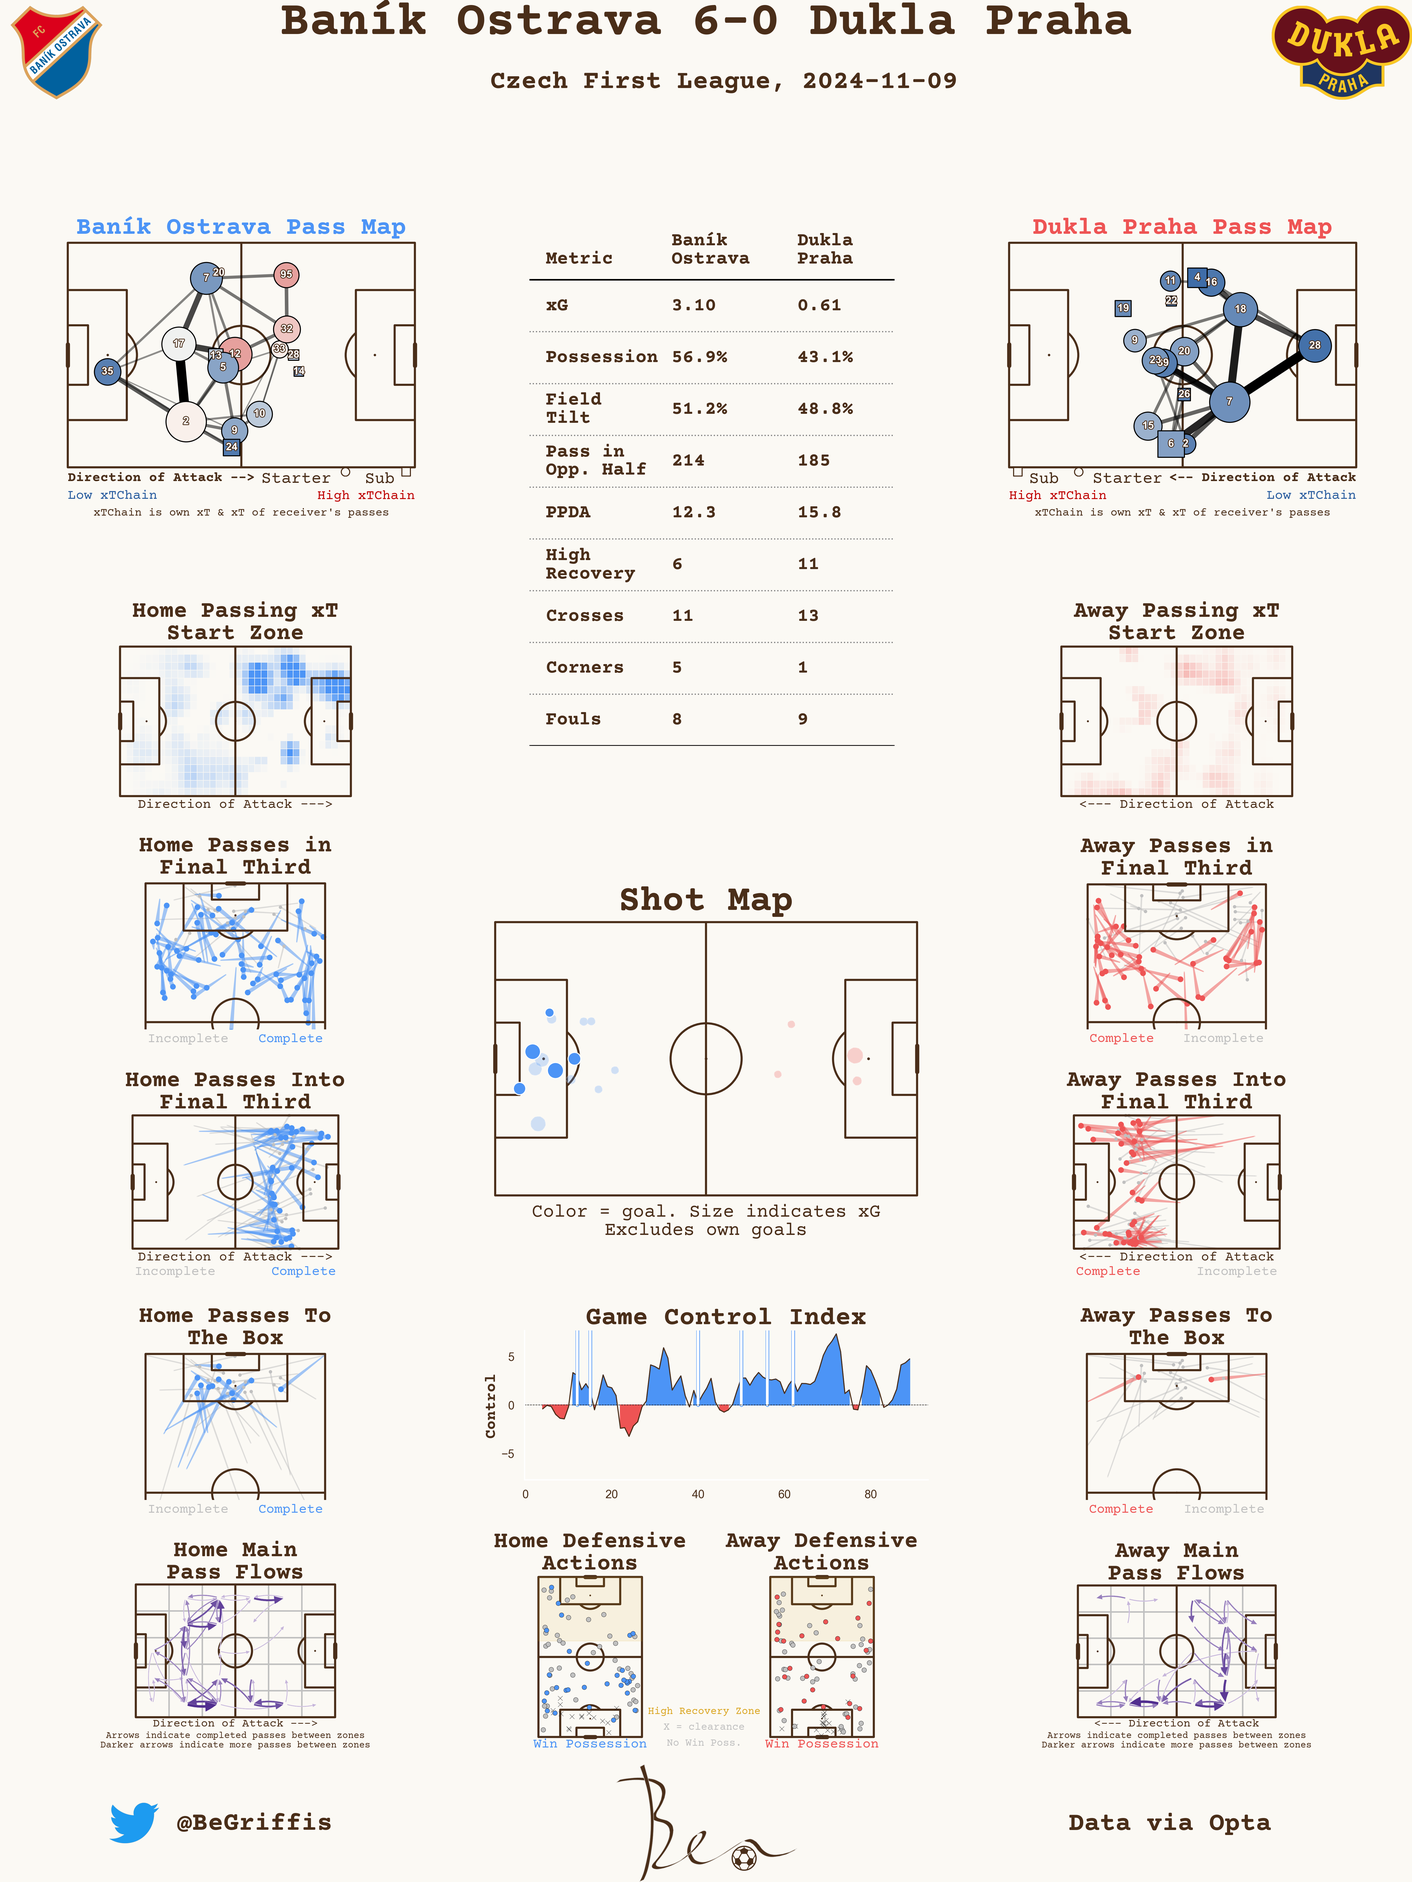 Baník Ostrava 6-0 Dukla Praha
Czech First League, 2024-11-09
FC
BANÍK OSTRAVA
DUKLA
PRAHA
Baník Ostrava Pass Map
7
20
95
32
17
13
12
33
28
5
35
14
2
10
9
24
Direction of Attack --> Starter Sub
Low xTChain High xTChain
xTChain is own xT & xT of receiver's passes
Metric Baník Ostrava Dukla Praha
xG 3.10 0.61
Possession 56.9% 43.1%
Field Tilt 51.2% 48.8%
Pass in Opp. Half 214 185
PPDA 12.3 15.8
High Recovery 6 11
Crosses 11 13
Corners 5 1
Fouls 8 9
Dukla Praha Pass Map
11
4
16
22
19
18
9
20
28
23
39
26
7
15
6
2
Sub Starter <-- Direction of Attack
High xTChain Low xTChain
xTChain is own xT & xT of receiver's passes
Home Passing xT
Start Zone
Direction of Attack --->
Away Passing xT
Start Zone
<--- Direction of Attack
Home Passes in
Final Third
Incomplete Complete
Away Passes in
Final Third
Complete Incomplete
Shot Map
Color = goal. Size indicates xG
Excludes own goals
Home Passes Into
Final Third
Direction of Attack --->
Incomplete Complete
Away Passes Into
Final Third
<--- Direction of Attack
Complete Incomplete
Home Passes To
The Box
Incomplete Complete
Game Control Index
Control
5
0
−5
0 20 40 60 80
Away Passes To
The Box
Complete Incomplete
Home Main
Pass Flows
Direction of Attack --->
Arrows indicate completed passes between zones
Darker arrows indicate more passes between zones
Home Defensive
Actions
Win Possession
Away Defensive
Actions
Win Possession
High Recovery Zone
X = clearance
No Win Poss.
Away Main
Pass Flows
<--- Direction of Attack
Arrows indicate completed passes between zones
Darker arrows indicate more passes between zones
@BeGriffis
Ben
Data via Opta